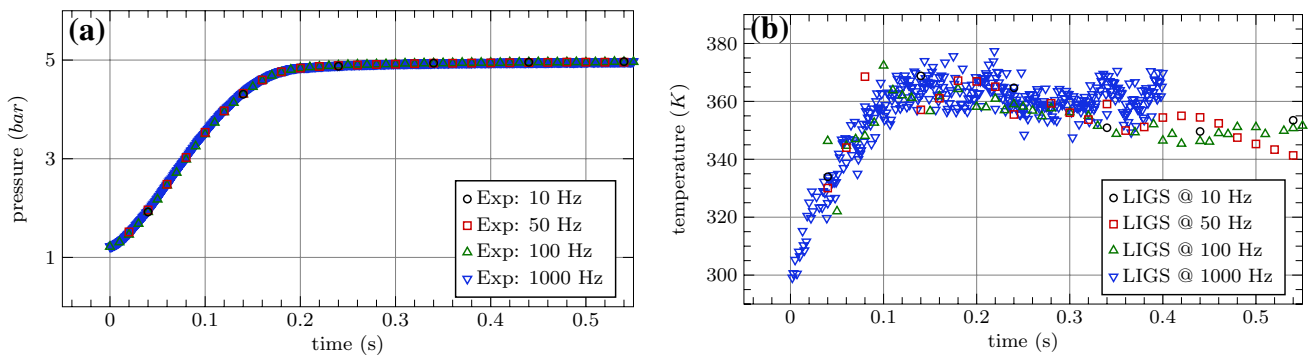 (a)
5
3
1
pressure (bar)
0 0.1 0.2 0.3 0.4 0.5
time (s)
Exp: 10 Hz
Exp: 50 Hz
Exp: 100 Hz
Exp: 1000 Hz
(b)
380
360
340
320
300
temperature (K)
0 0.1 0.2 0.3 0.4 0.5
time (s)
LIGS @ 10 Hz
LIGS @ 50 Hz
LIGS @ 100 Hz
LIGS @ 1000 Hz